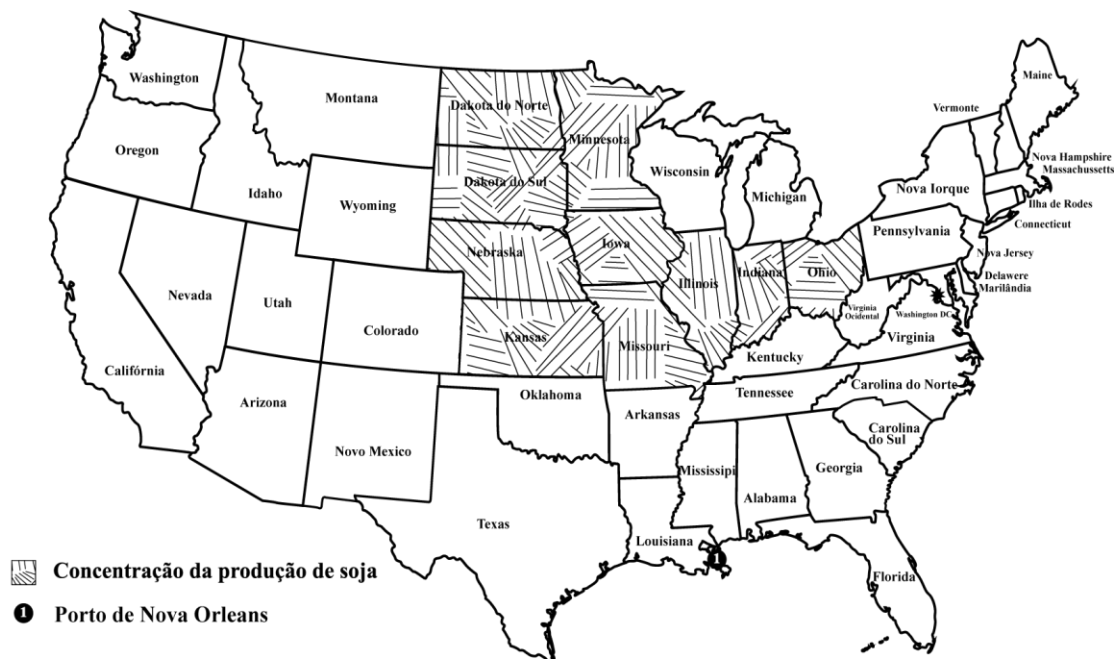 Washington
Montana
Dakota do Norte
Minnesota
Maine
Vermonte
Oregon
Idaho
Wyoming
Dakota do Sul
Wisconsin
Michigan
Nova Iorque
Nova Hampshire
Massachussetts
Ilha de Rodes
Connecticut
Pennsylvania
Nova Jersey
Delawere
Marilândia
Nebraska
Iowa
Illinois
Indiana
Ohio
Nevada
Utah
Colorado
Kansas
Missouri
Virginia
Ocidental
Washington DC
Virginia
Kentucky
Califórnia
Arizona
Novo Mexico
Oklahoma
Arkansas
Tennessee
Carolina do Norte
Carolina
do Sul
Mississipi
Alabama
Georgia
Texas
Louisiana
1
Florida
Concentração da produção de soja
1 Porto de Nova Orleans